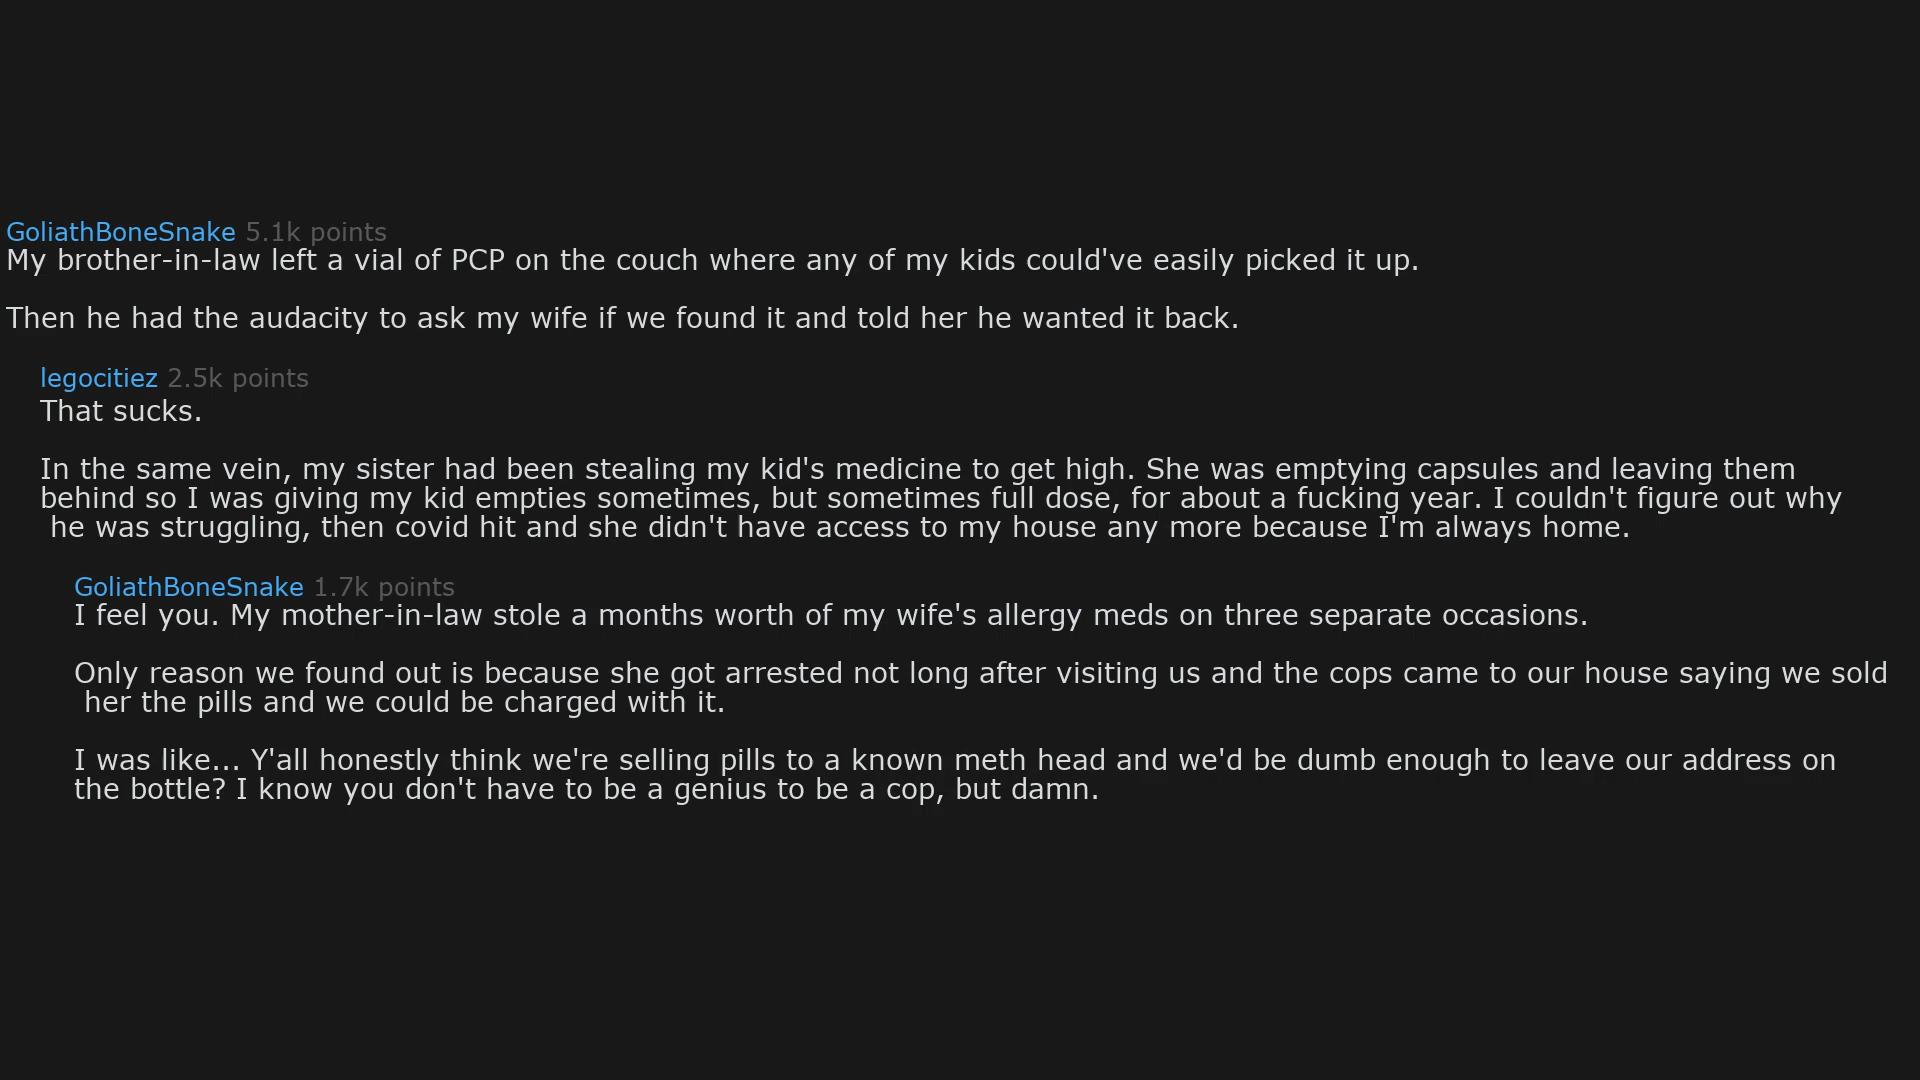 GoliathBoneSnake 5.1k points
My brother-in-law left a vial of PCP on the couch where any of my kids could've easily picked it up.
Then he had the audacity to ask my wife if we found it and told her he wanted it back.
legocitiez 2.5k points
That sucks.
In the same vein, my sister had been stealing my kid's medicine to get high. She was emptying capsules and leaving them
behind so I was giving my kid empties sometimes, but sometimes full dose, for about a fucking year. I couldn't figure out why
he was struggling, then covid hit and she didn't have access to my house any more because I'm always home.
GoliathBoneSnake 1.7k points
I feel you. My mother-in-law stole a months worth of my wife's allergy meds on three separate occasions.
Only reason we found out is because she got arrested not long after visiting us and the cops came to our house saying we sold
her the pills and we could be charged with it.
I was like... Y'all honestly think we're selling pills to a known meth head and we'd be dumb enough to leave our address on
the bottle? I know you don't have to be a genius to be a cop, but damn.